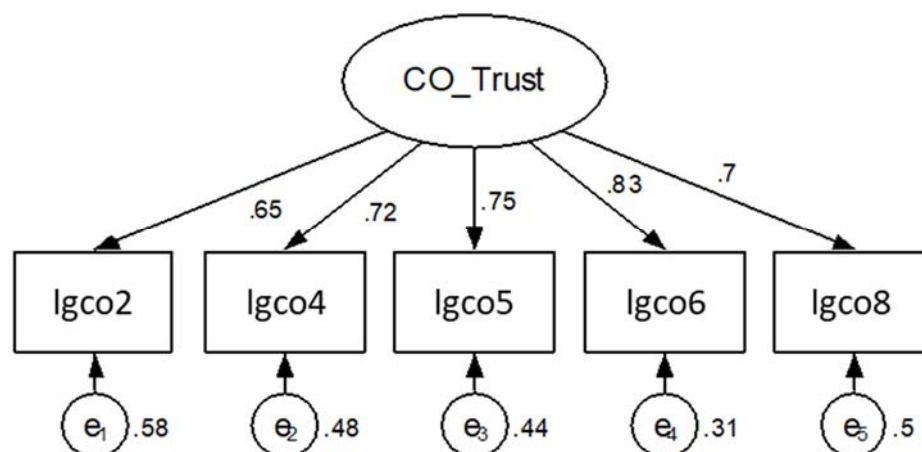 CO_Trust
.65 .72 .75 .83 .7
lgco2 lgco4 lgco5 lgco6 lgco8
e1 .58 e2 .48 e3 .44 e4 .31 e5 .5